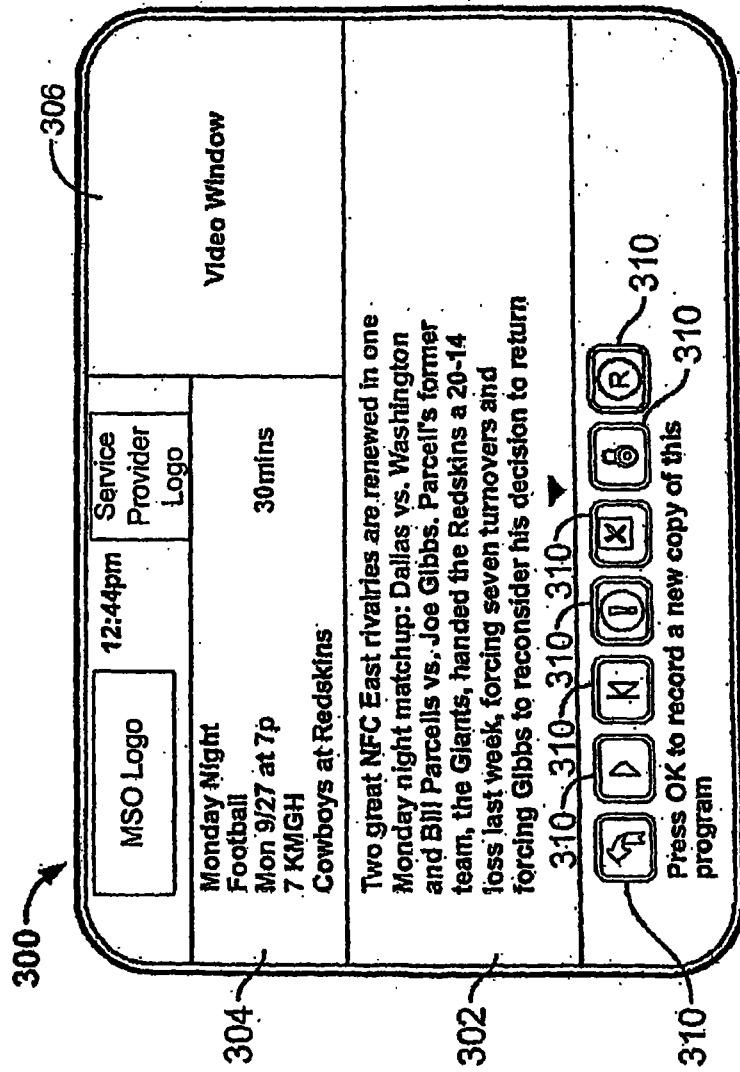 300
306
MSO Logo
12:44pm
Service
Provider
Logo
Video Window
304
Monday Night
Football
Mon 9/27 at 7p
7 KMGH
Cowboys at Redskins
30mins
302
Two great NFC East rivalries are renewed in one
Monday night matchup: Dallas vs. Washington
and Bill Parcells vs. Joe Gibbs. Parcell's former
team, the Giants, handed the Redskins a 20-14
loss last week, forcing seven turnovers and
forcing Gibbs to reconsider his decision to return
310 310 310 310
R
310
310
310
Press OK to record a new copy of this
program